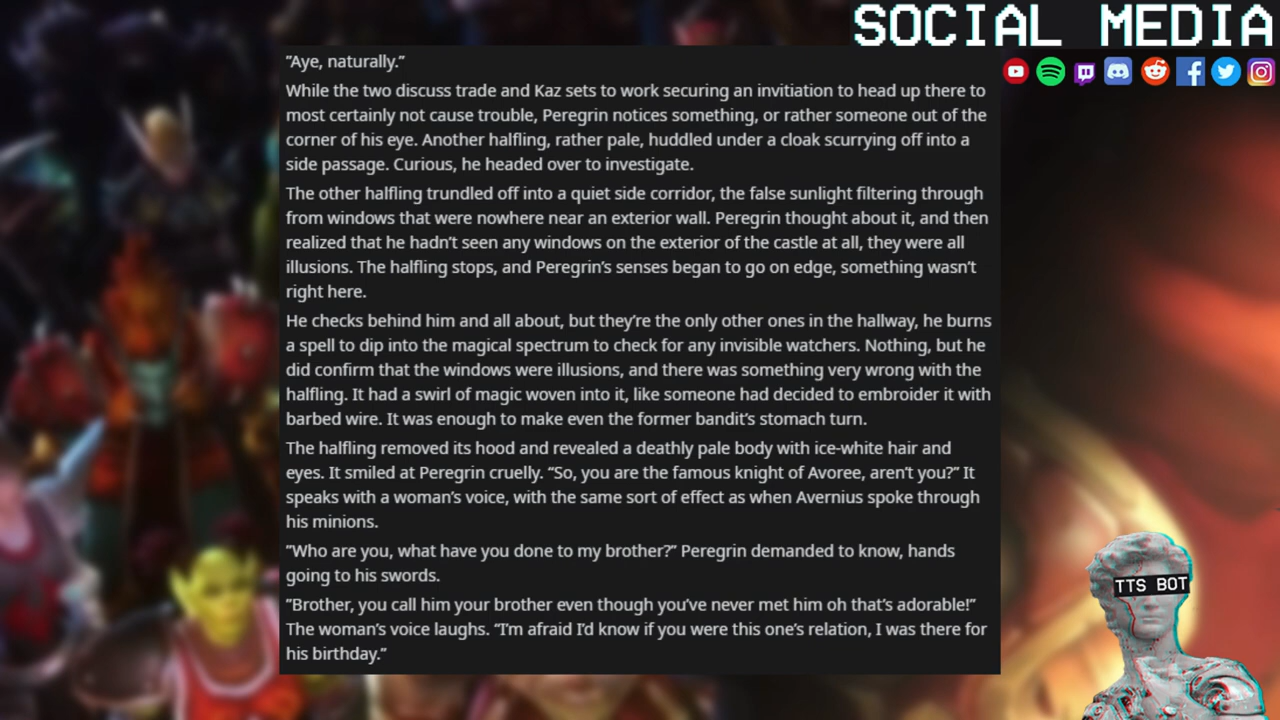 SOCIAL MEDIA
"Aye, naturally."
While the two discuss trade and Kaz sets to work securing an invitiation to head up there to
most certainly not cause trouble, Peregrin notices something, or rather someone out of the
corner of his eye. Another halfling, rather pale, huddled under a cloak scurrying off into a
side passage. Curious, he headed over to investigate.
The other halfling trundled off into a quiet side corridor, the false sunlight filtering through
from windows that were nowhere near an exterior wall. Peregrin thought about it, and then
realized that he hadn't seen any windows on the exterior of the castle at all, they were all
illusions. The halfling stops, and Peregrin's senses began to go on edge, something wasn't
right here.
He checks behind him and all about, but they're the only other ones in the hallway, he burns
a spell to dip into the magical spectrum to check for any invisible watchers. Nothing, but he
did confirm that the windows were illusions, and there was something very wrong with the
halfling. It had a swirl of magic woven into it, like someone had decided to embroider it with
barbed wire. It was enough to make even the former bandit's stomach turn.
The halfling removed its hood and revealed a deathly pale body with ice-white hair and
eyes. It smiled at Peregrin cruelly. “So, you are the famous knight of Avoree, aren't you?” It
speaks with a woman's voice, with the same sort of effect as when Avernius spoke through
his minions.
"Who are you, what have you done to my brother?” Peregrin demanded to know, hands
going to his swords.
"Brother, you call him your brother even though you've never met him oh that's adorable!”
The woman's voice laughs. “I'm afraid I'd know if you were this one's relation, I was there for
his birthday.”
TTS BOT